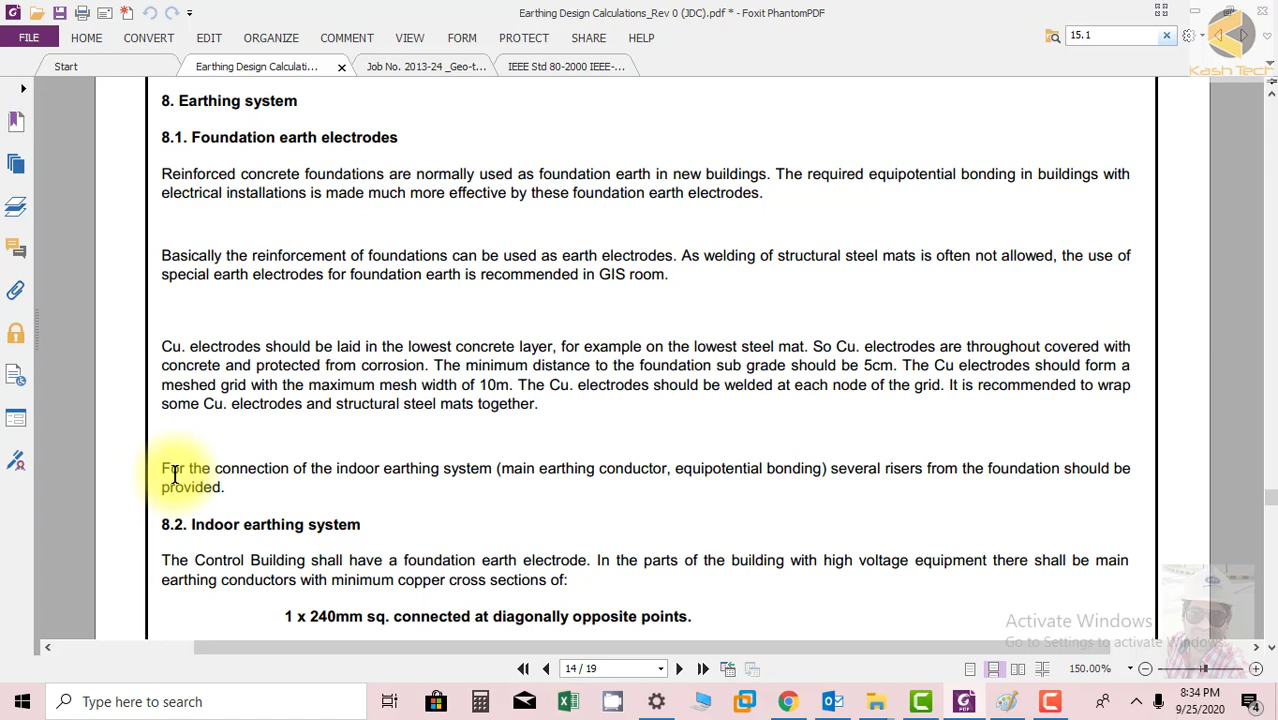 Earthing Design Calculations_Rev 0 (JDC).pdf * - Foxit PhantomPDF
FILE HOME CONVERT EDIT ORGANIZE COMMENT VIEW FORM PROTECT SHARE HELP 15.1
Kash Tech
Start Earthing Design Calculati... Job No. 2013-24 _Geo-t... IEEE Std 80-2000 IEEE-...
8. Earthing system
8.1. Foundation earth electrodes
Reinforced concrete foundations are normally used as foundation earth in new buildings. The required equipotential bonding in buildings with
electrical installations is made much more effective by these foundation earth electrodes.
Basically the reinforcement of foundations can be used as earth electrodes. As welding of structural steel mats is often not allowed, the use of
special earth electrodes for foundation earth is recommended in GIS room.
Cu. electrodes should be laid in the lowest concrete layer, for example on the lowest steel mat. So Cu. electrodes are throughout covered with
concrete and protected from corrosion. The minimum distance to the foundation sub grade should be 5cm. The Cu electrodes should form a
meshed grid with the maximum mesh width of 10m. The Cu. electrodes should be welded at each node of the grid. It is recommended to wrap
some Cu. electrodes and structural steel mats together.
For the connection of the indoor earthing system (main earthing conductor, equipotential bonding) several risers from the foundation should be
provided.
8.2. Indoor earthing system
The Control Building shall have a foundation earth electrode. In the parts of the building with high voltage equipment there shall be main
earthing conductors with minimum copper cross sections of:
1 x 240mm sq. connected at diagonally opposite points.
Activate Windows
Go to Settings to activate Windows.
14 / 19 150.00%
Type here to search
8:34 PM
9/25/2020
4